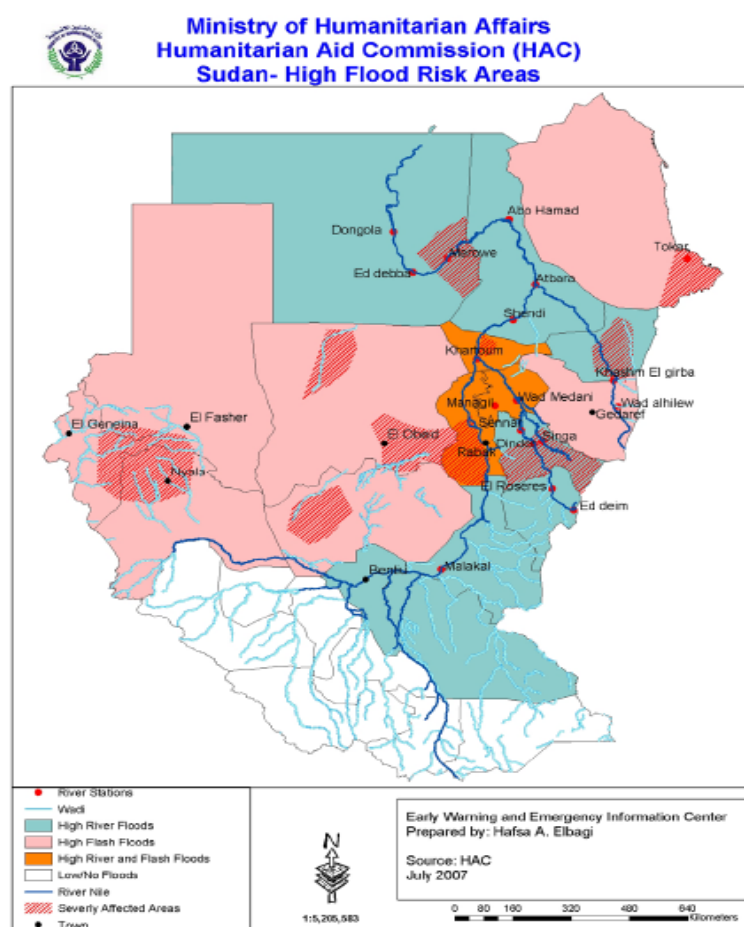 Ministry of Humanitarian Affairs
Humanitarian Aid Commission (HAC)
Sudan- High Flood Risk Areas
Abo Hamad
Dongola
Merowe
Tokar
Ed debba
Atbara
Shendi
Khartoum
Khashm El girba
Wad Medani
Wad alhilew
Managil
Gedaref
El Geneina
El Fasher
Sennar
El Obeid
Dinder
Singa
Rabak
Nyala
El Roseres
Ed deim
Bentu
Malakal
River Stations
Wadi
High River Floods
High Flash Floods
High River and Flash Floods
Low/No Floods
River Nile
Severly Affected Areas
Town
N
1:5,205,583
Early Warning and Emergency Information Center
Prepared by: Hafsa A. Elbagi
Source: HAC
July 2007
0 80 160 320 480 640
Kilometers